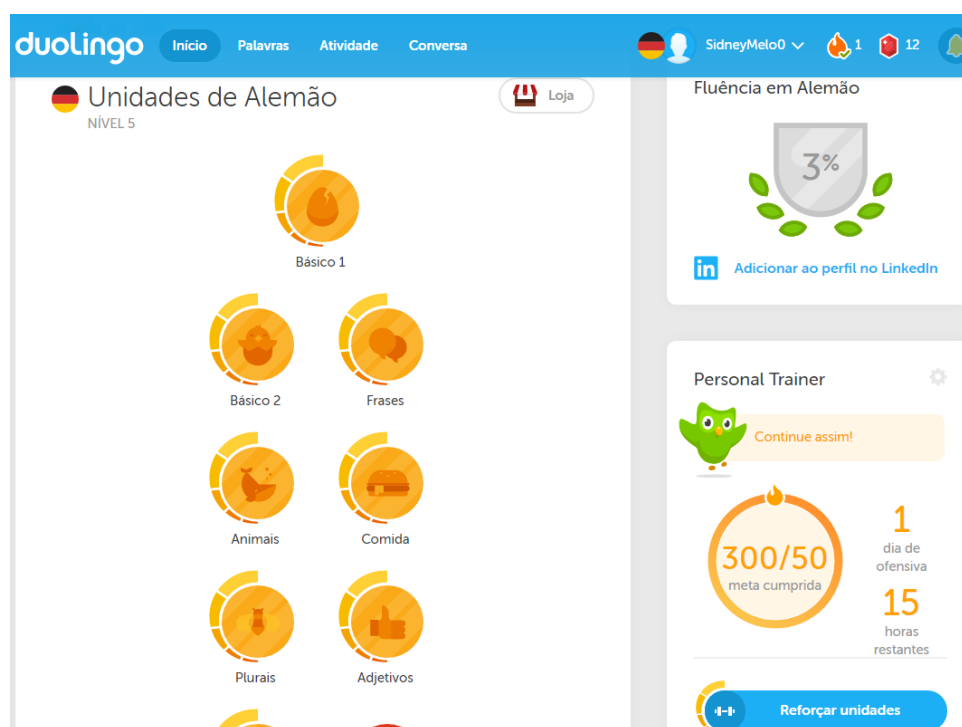 duolingo
Início Palavras Atividade Conversa
SidneyMelo0 1 12
Unidades de Alemão
NÍVEL 5
Loja
Básico 1
Básico 2 Frases
Animais Comida
Plurais Adjetivos
Fluência em Alemão
3%
in Adicionar ao perfil no LinkedIn
Personal Trainer
Continue assim!
300/50
meta cumprida
1
dia de
ofensiva
15
horas
restantes
Reforçar unidades